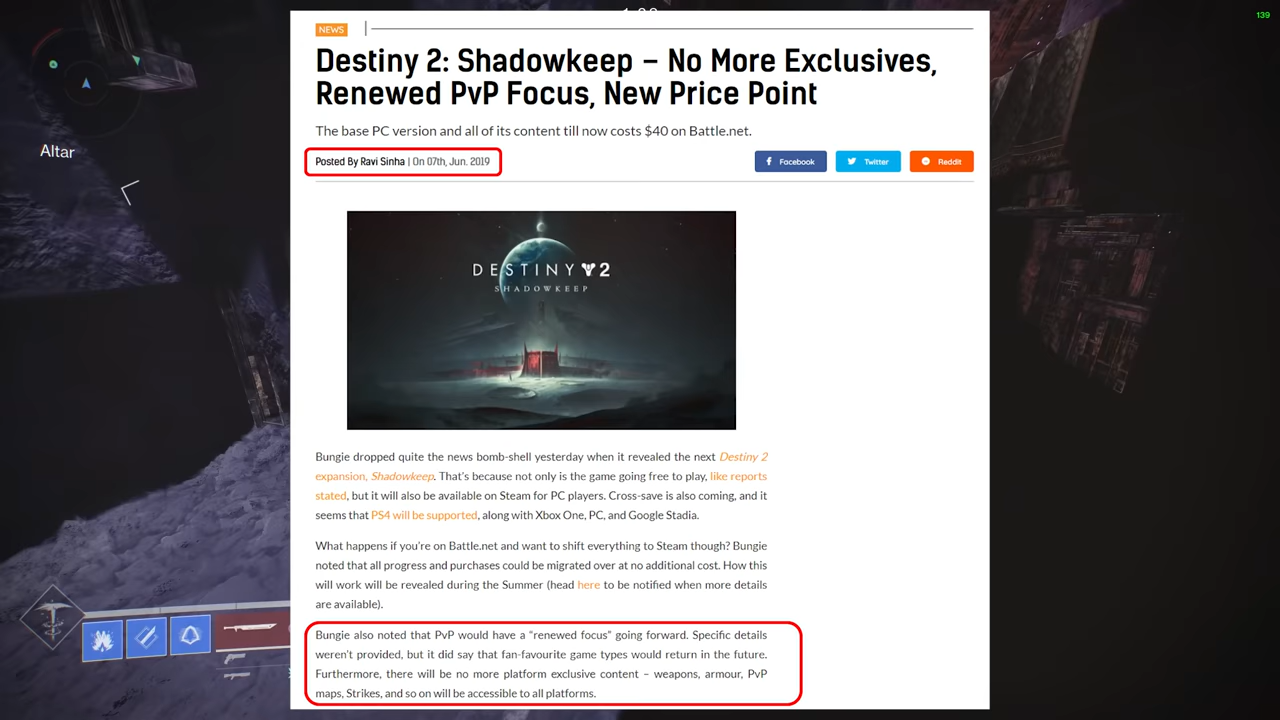 139
NEWS
Destiny 2: Shadowkeep – No More Exclusives,
Renewed PvP Focus, New Price Point
The base PC version and all of its content till now costs $40 on Battle.net.
Altar
Posted By Ravi Sinha | On 07th, Jun. 2019
Facebook
Twitter
Reddit
DESTINY 2
SHADOWKEEP
Bungie dropped quite the news bomb-shell yesterday when it revealed the next Destiny 2
expansion, Shadowkeep. That's because not only is the game going free to play, like reports
stated, but it will also be available on Steam for PC players. Cross-save is also coming, and it
seems that PS4 will be supported, along with Xbox One, PC, and Google Stadia.
What happens if you're on Battle.net and want to shift everything to Steam though? Bungie
noted that all progress and purchases could be migrated over at no additional cost. How this
will work will be revealed during the Summer (head here to be notified when more details
are available).
Bungie also noted that PvP would have a “renewed focus” going forward. Specific details
weren't provided, but it did say that fan-favourite game types would return in the future.
Furthermore, there will be no more platform exclusive content – weapons, armour, PvP
maps, Strikes, and so on will be accessible to all platforms.